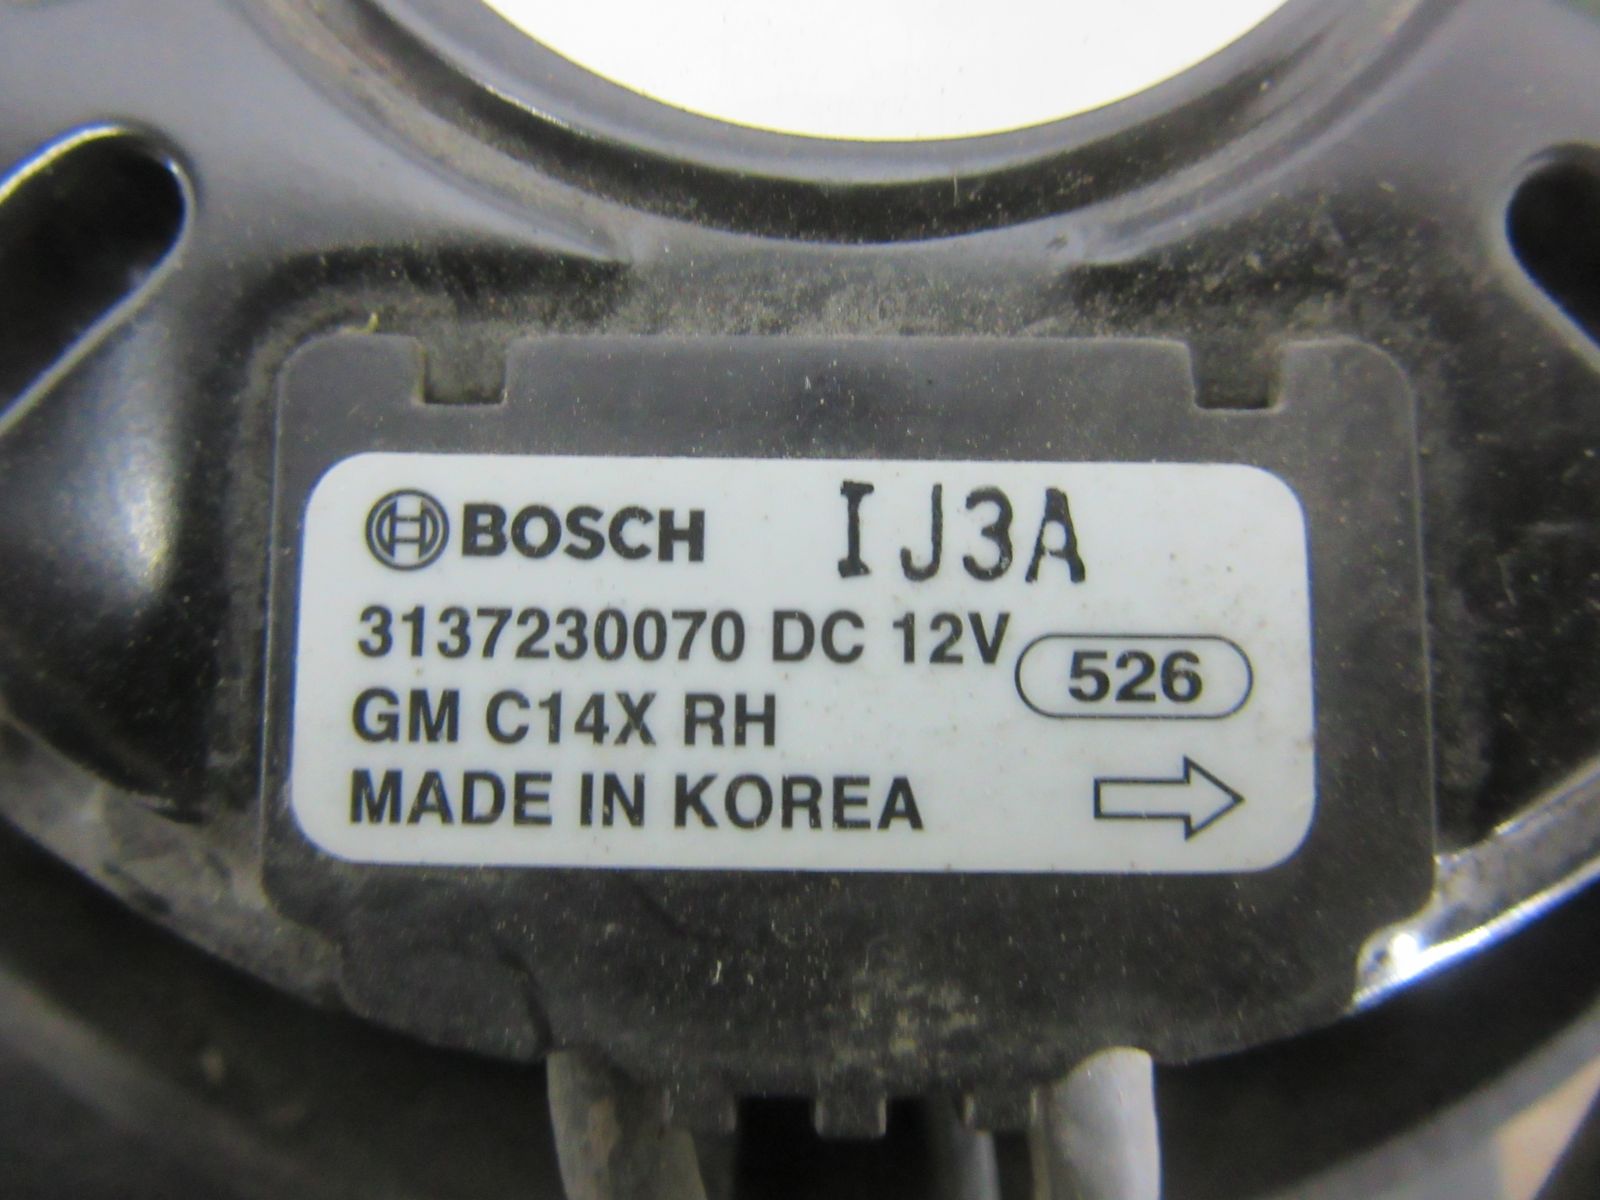 BOSCH IJ3A
3137230070 DC 12V
526
GM C14X RH
MADE IN KOREA